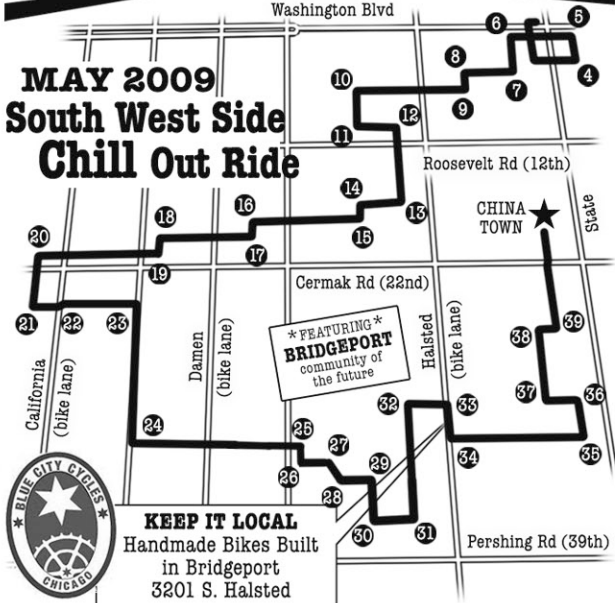 Washington Blvd
MAY 2009
South West Side
Chill Out Ride
6
5
4
8
7
9
10
12
11
Roosevelt Rd (12th)
14
13
15
CHINA
TOWN
State
16
18
17
20
19
Cermak Rd (22nd)
21
22
23
California
(bike lane)
Damen
(bike lane)
*FEATURING*
BRIDGEPORT
community of
the future
Halsted
(bike lane)
38
39
37
36
32
33
24
25
27
26
29
28
34
35
30
31
Pershing Rd (39th)
★ BLUE CITY CYCLES ★
CHICAGO
KEEP IT LOCAL
Handmade Bikes Built
in Bridgeport
3201 S. Halsted